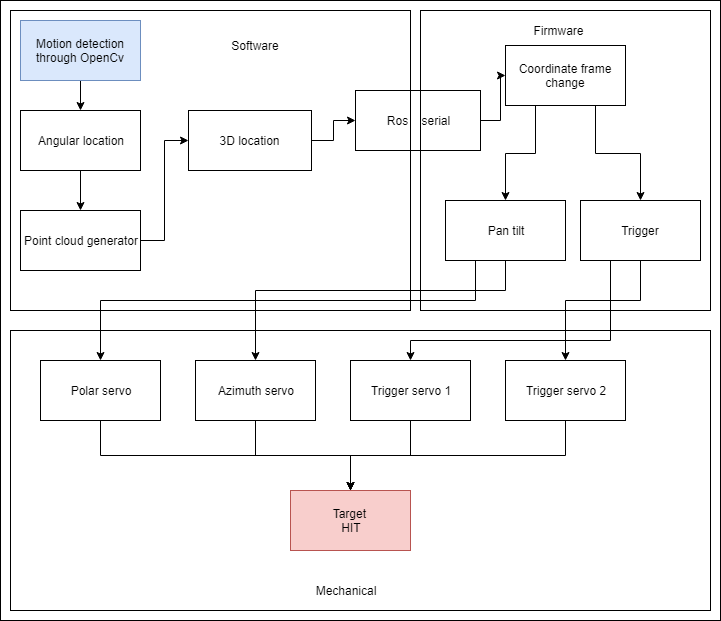 Motion detection
through OpenCv
Software
Firmware
Coordinate frame
change
Angular location
3D location
Ros serial
Point cloud generator
Pan tilt
Trigger
Polar servo
Azimuth servo
Trigger servo 1
Trigger servo 2
Target
HIT
Mechanical